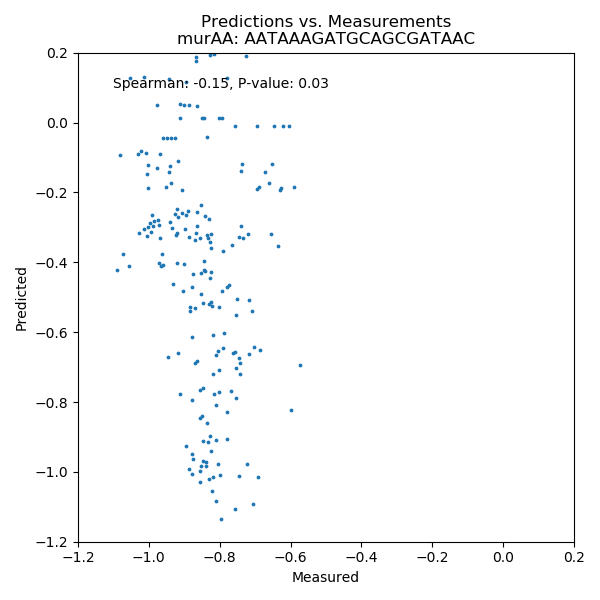 Predictions vs. Measurements
murAA: AATAAAGATGCAGCGATAAC
Spearman: -0.15, P-value: 0.03
0.2
0.0
−0.2
−0.4
−0.6
−0.8
−1.0
−1.2
Predicted
−1.2 −1.0 −0.8 −0.6 −0.4 −0.2 0.0 0.2
Measured